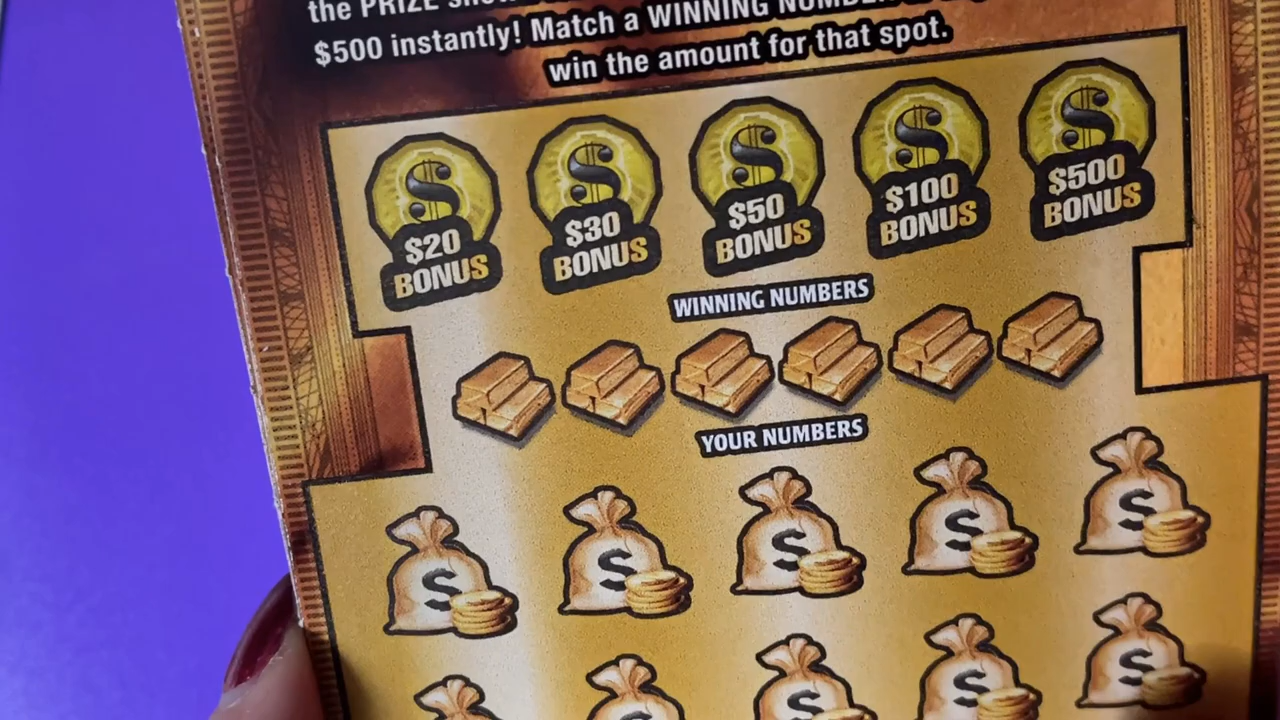 the PRIZE
$500 instantly! Match a WINNING NUMBER
win the amount for that spot.
$20 BONUS
$30 BONUS
$50 BONUS
$100 BONUS
$500 BONUS
WINNING NUMBERS
YOUR NUMBERS
$ $ $ $ $
$ $ $ $ $